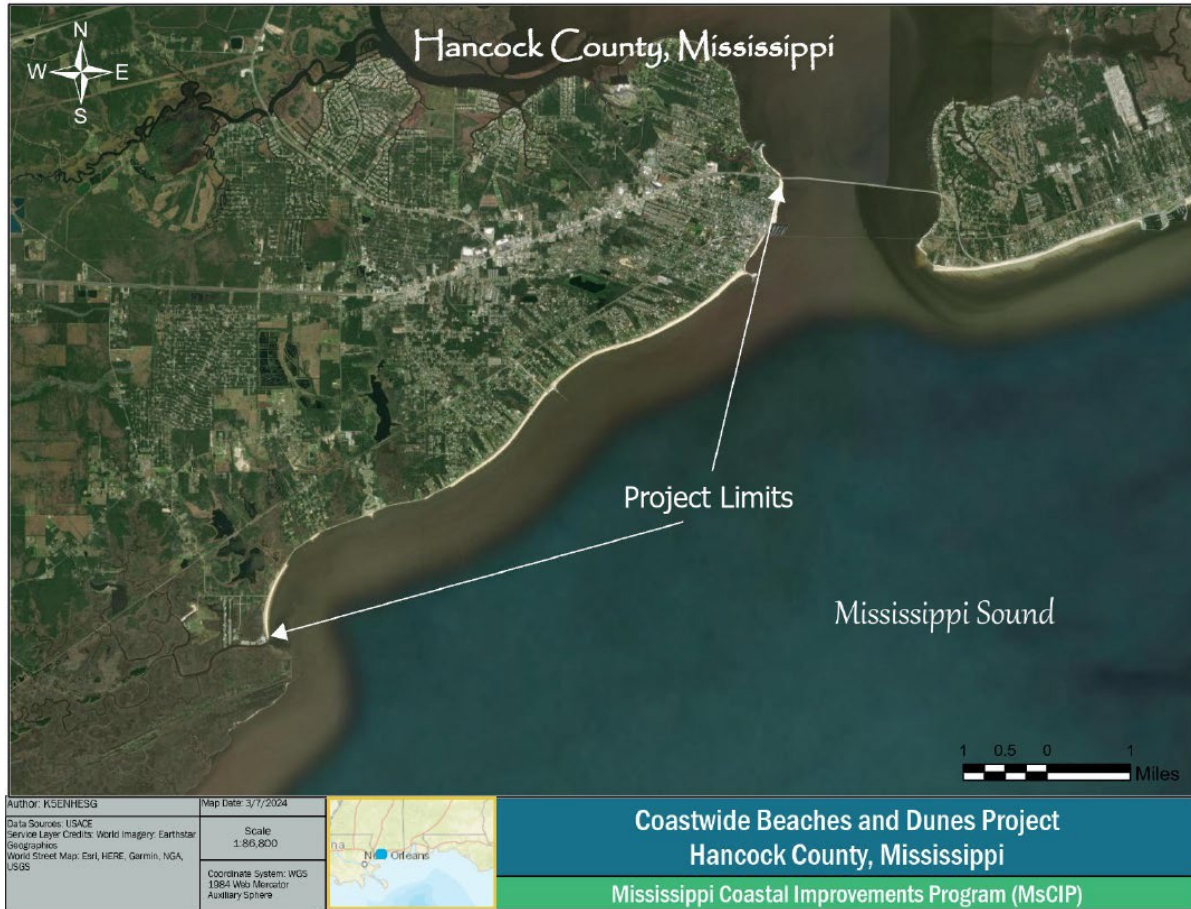 Hancock County, Mississippi
N
W E
S
Project Limits
Mississippi Sound
1 0.5 0 1
Miles
Author: K5ENHESG
Map Date: 3/7/2024
Data Sources: USACE
Service Layer Credits: World Imagery: Earthstar
Geographics
World Street Map: Esri, HERE, Garmin, NGA,
USGS
Scale
1:86,800
Coordinate System: WGS
1984 Web Mercator
Auxiliary Sphere
na
New Orleans
Coastwide Beaches and Dunes Project
Hancock County, Mississippi
Mississippi Coastal Improvements Program (MsCIP)